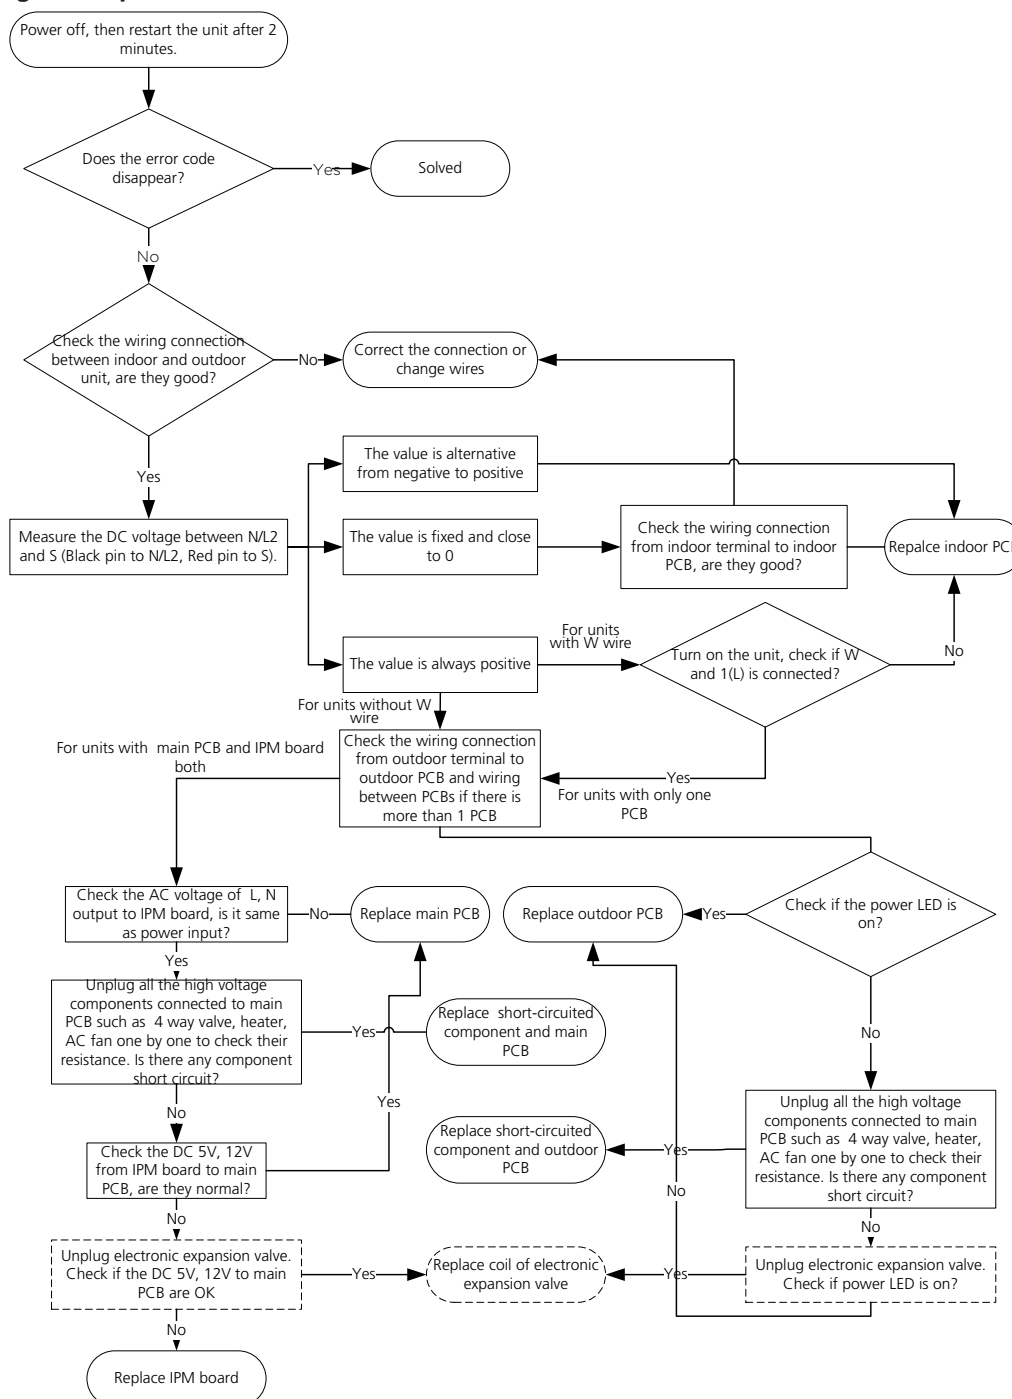 Power off, then restart the unit after 2
minutes.
Does the error code
disappear?
Yes
Solved
No
Check the wiring connection
between indoor and outdoor
unit, are they good?
No
Correct the connection or
change wires
Yes
The value is alternative
from negative to positive
Measure the DC voltage between N/L2
and S (Black pin to N/L2, Red pin to S).
The value is fixed and close
to 0
Check the wiring connection
from indoor terminal to indoor
PCB, are they good?
Repalce indoor PCB
For units
with W wire
The value is always positive
Turn on the unit, check if W
and 1(L) is connected?
No
For units without W
wire
For units with  main PCB and IPM board
both
Check the wiring connection
from outdoor terminal to
outdoor PCB and wiring
between PCBs if there is
more than 1 PCB
Yes
For units with only one
PCB
Check the AC voltage of  L, N
output to IPM board, is it same
as power input?
No
Replace main PCB
Replace outdoor PCB
Yes
Check if the power LED is
on?
Yes
Unplug all the high voltage
components connected to main
PCB such as  4 way valve, heater,
AC fan one by one to check their
resistance. Is there any component
short circuit?
Yes
Replace  short-circuited
component and main
PCB
No
No
Yes
Check the DC 5V, 12V
from IPM board to main
PCB, are they normal?
Replace short-circuited
component and outdoor
PCB
Yes
Unplug all the high voltage
components connected to main
PCB such as  4 way valve, heater,
AC fan one by one to check their
resistance. Is there any component
short circuit?
No
No
No
Unplug electronic expansion valve.
Check if the DC 5V, 12V to main
PCB are OK
Yes
Replace coil of electronic
expansion valve
Yes
Unplug electronic expansion valve.
Check if power LED is on?
No
Replace IPM board